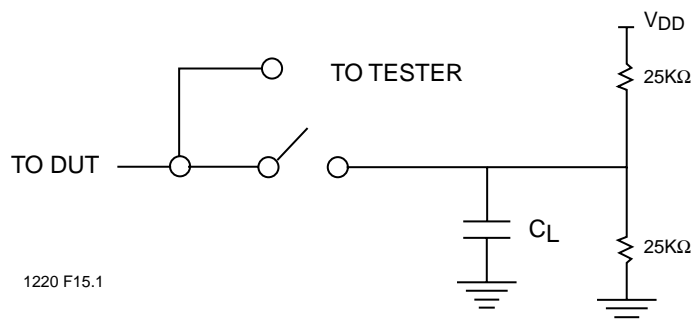 VDD
TO TESTER
25KΩ
TO DUT
CL
25KΩ
1220 F15.1